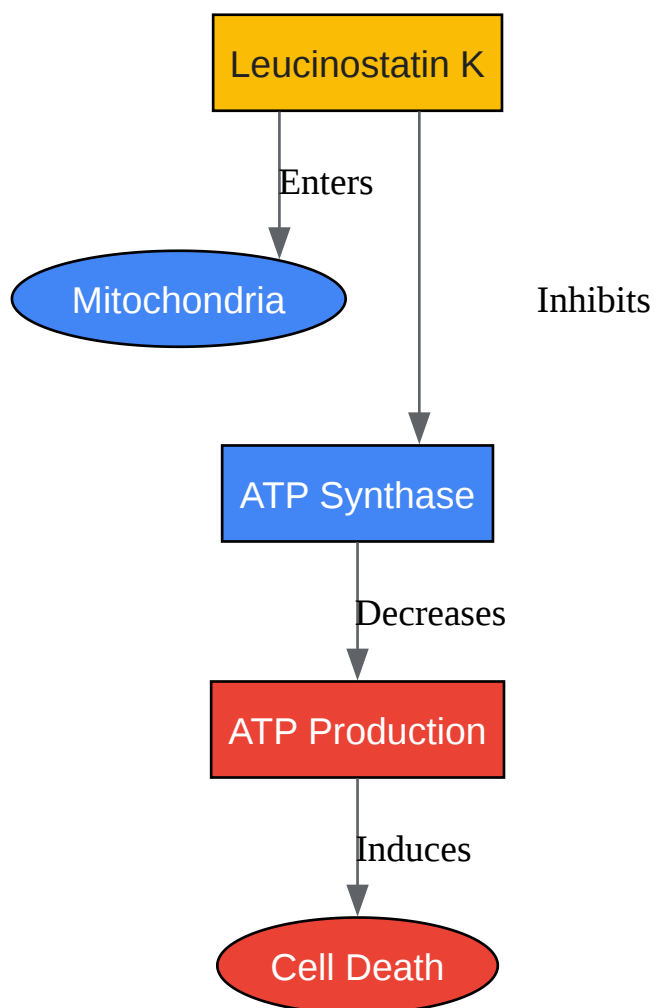 Leucinostatin K
Enters
Mitochondria
Inhibits
ATP Synthase
Decreases
ATP Production
Induces
Cell Death